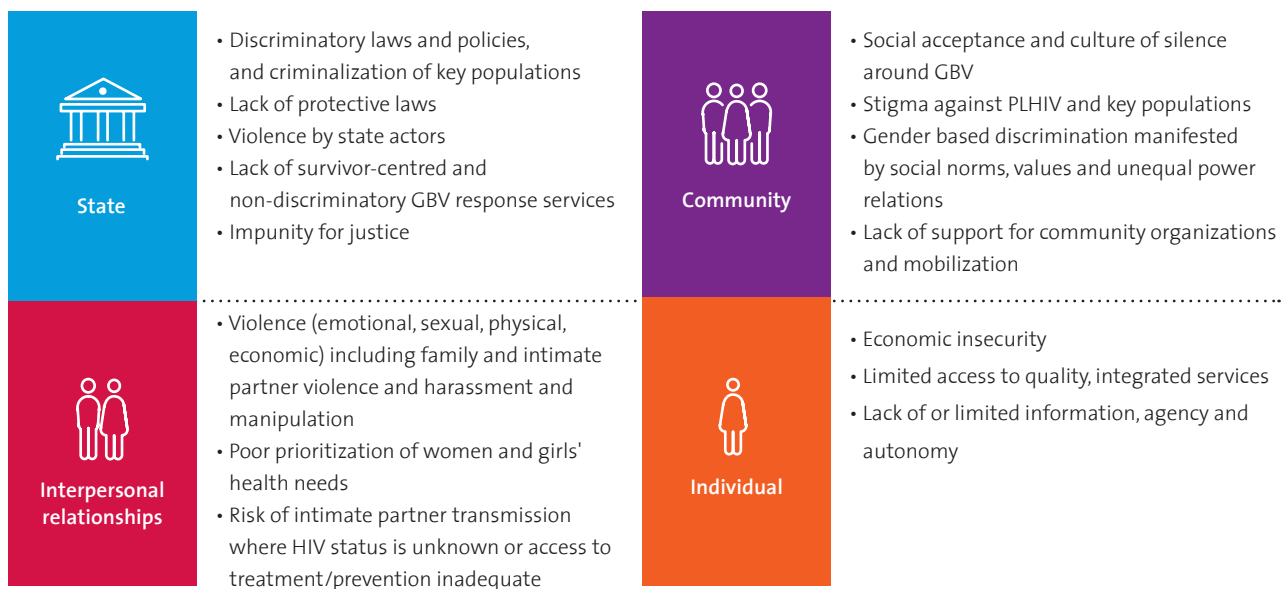 State
• Discriminatory laws and policies,
and criminalization of key populations
• Lack of protective laws
• Violence by state actors
• Lack of survivor-centred and
non-discriminatory GBV response services
• Impunity for justice
Community
• Social acceptance and culture of silence
around GBV
• Stigma against PLHIV and key populations
• Gender based discrimination manifested
by social norms, values and unequal power
relations
• Lack of support for community organizations
and mobilization
Interpersonal
relationships
• Violence (emotional, sexual, physical,
economic) including family and intimate
partner violence and harassment and
manipulation
• Poor prioritization of women and girls'
health needs
• Risk of intimate partner transmission
where HIV status is unknown or access to
treatment/prevention inadequate
Individual
• Economic insecurity
• Limited access to quality, integrated services
• Lack of or limited information, agency and
autonomy